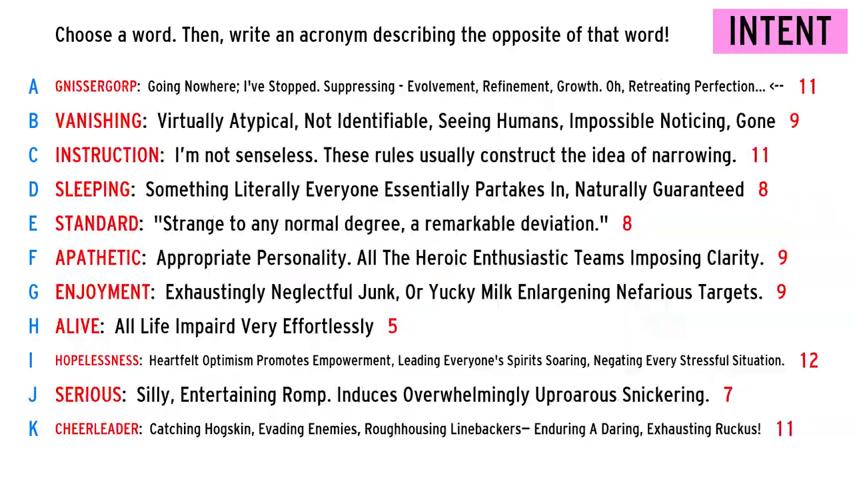 Choose a word. Then, write an acronym describing the opposite of that word!
INTENT
A GNISSERGORP: Going Nowhere; I've Stopped. Suppressing - Evolvement, Refinement, Growth. Oh, Retreating Perfection... <-- 11
B VANISHING: Virtually Atypical, Not Identifiable, Seeing Humans, Impossible Noticing, Gone 9
C INSTRUCTION: I'm not senseless. These rules usually construct the idea of narrowing. 11
D SLEEPING: Something Literally Everyone Essentially Partakes In, Naturally Guaranteed 8
E STANDARD: "Strange to any normal degree, a remarkable deviation." 8
F APATHETIC: Appropriate Personality. All The Heroic Enthusiastic Teams Imposing Clarity. 9
G ENJOYMENT: Exhaustingly Neglectful Junk, Or Yucky Milk Enlargening Nefarious Targets. 9
H ALIVE: All Life Impaird Very Effortlessly 5
I HOPELESSNESS: Heartfelt Optimism Promotes Empowerment, Leading Everyone's Spirits Soaring, Negating Every Stressful Situation. 12
J SERIOUS: Silly, Entertaining Romp. Induces Overwhelmingly Uproarous Snickering. 7
K CHEERLEADER: Catching Hogskin, Evading Enemies, Roughhousing Linebackers— Enduring A Daring, Exhausting Ruckus! 11